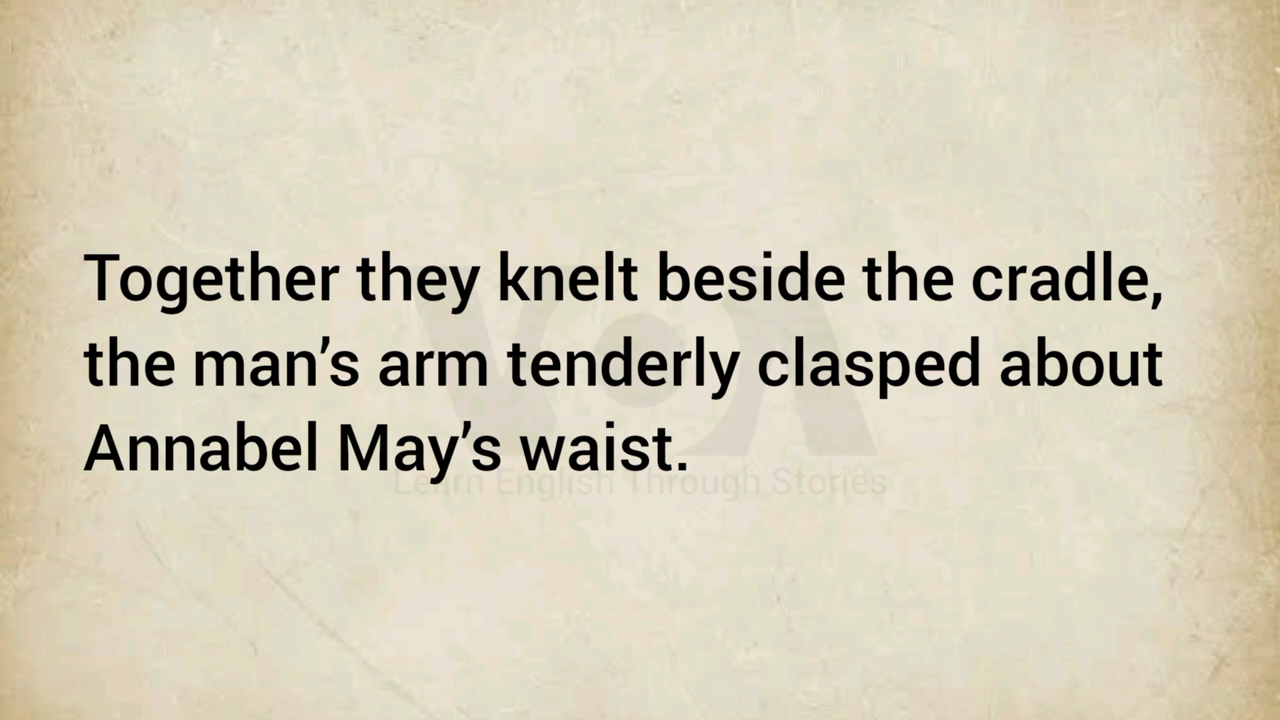 Together they knelt beside the cradle,
the man’s arm tenderly clasped about
Annabel May’s waist.
VOA
Learn English Through Stories